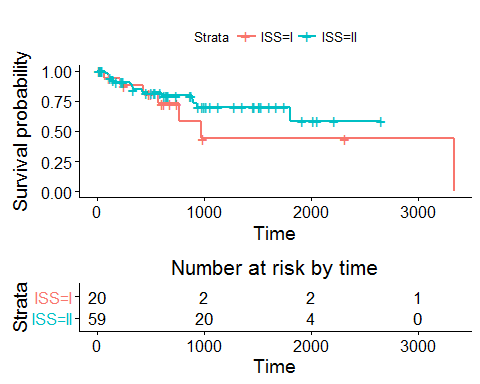 Strata ISS=I ISS=II
Survival probability
1.00
0.75
0.50
0.25
0.00
0 1000 2000 3000
Time
Number at risk by time
Strata
ISS=I 20 2 2 1
ISS=II 59 20 4 0
0 1000 2000 3000
Time